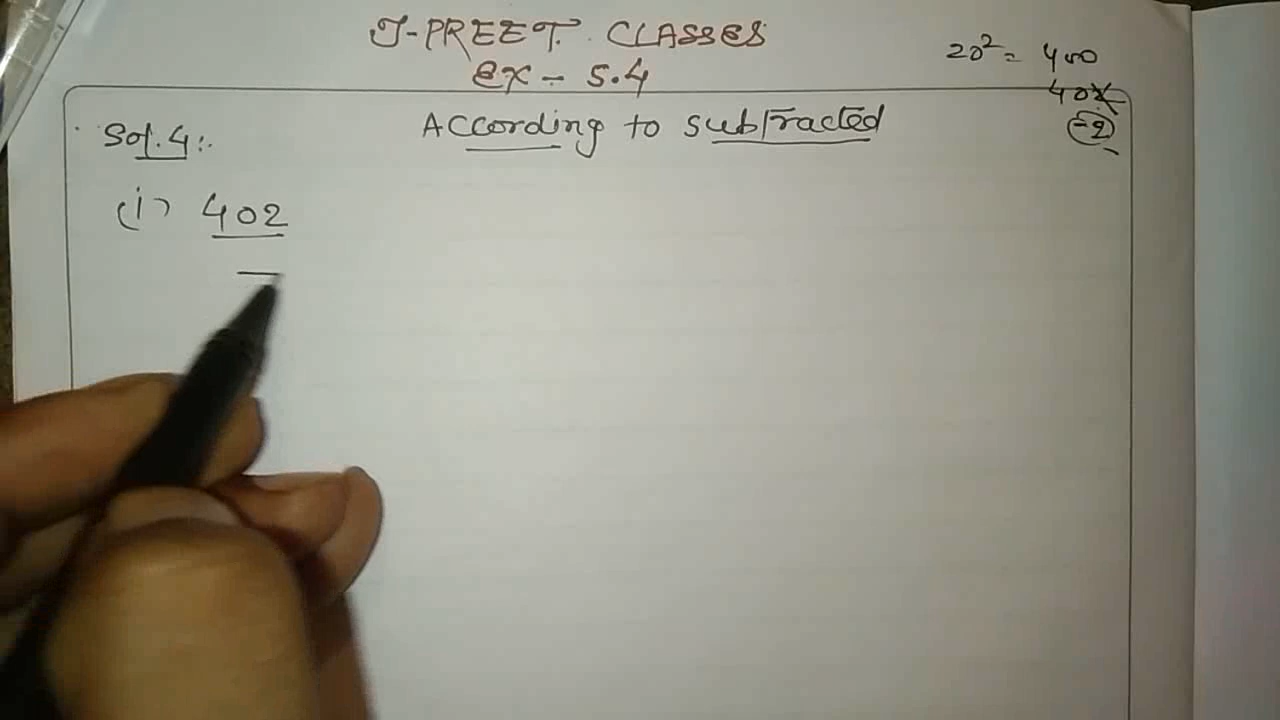 J-PREET CLASSES
EX - 5.4
20² = 400
402
-2
Sol. 4:.
According to subtracted
(i) 402